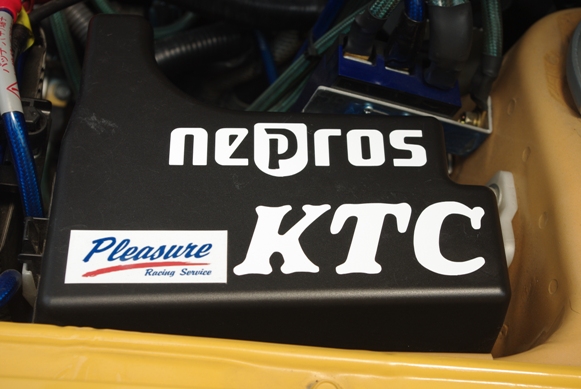 nepros
KTC
Pleasure
Racing Service